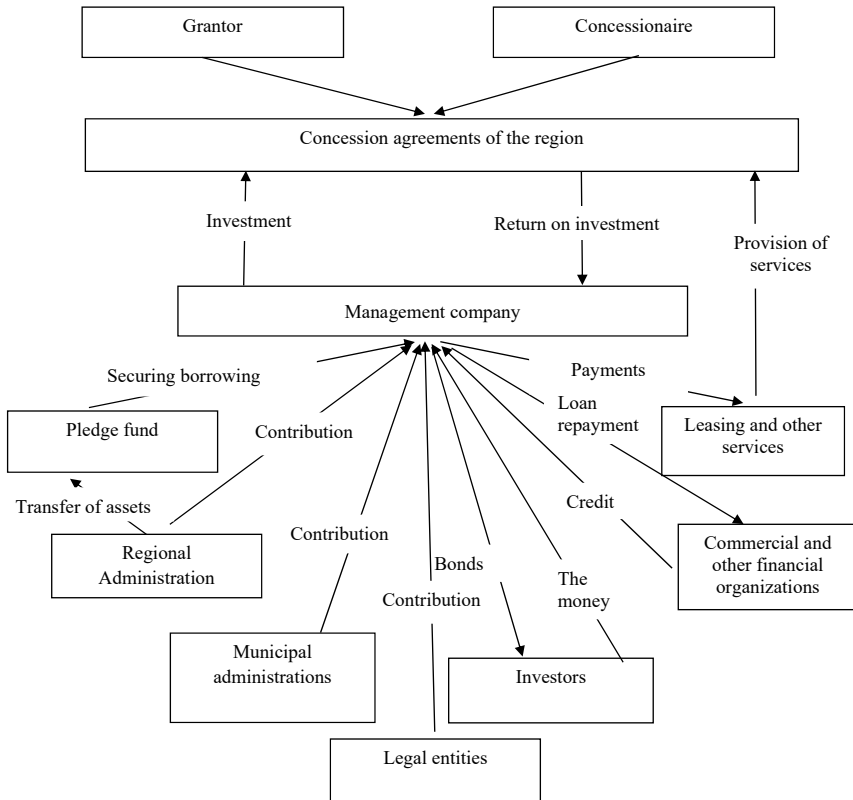 Grantor
Concessionaire
Concession agreements of the region
Investment
Return on investment
Provision of
services
Management company
Securing borrowing
Payments
Loan
repayment
Pledge fund
Contribution
Leasing and other
services
Transfer of assets
Credit
Contribution
Regional
Administration
Commercial and
other financial
organizations
Bonds
Contribution
The
money
Municipal
administrations
Investors
Legal entities